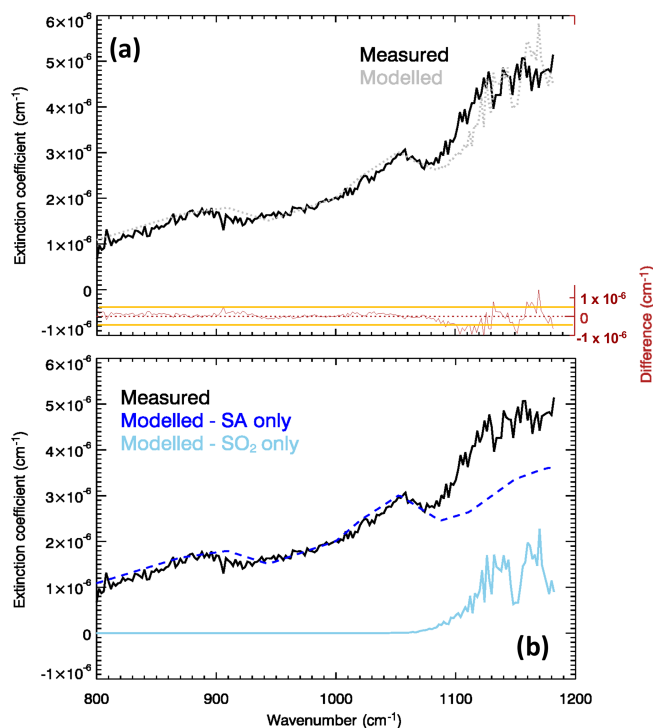 6×10⁻⁶
(a)
Measured
Modelled
5×10⁻⁶
4×10⁻⁶
3×10⁻⁶
2×10⁻⁶
1×10⁻⁶
0
-1×10⁻⁶
Extinction coefficient (cm⁻¹)
1 x 10⁻⁶
0
-1 x 10⁻⁶
Difference (cm⁻¹)
6×10⁻⁶
Measured
Modelled - SA only
Modelled - SO₂ only
5×10⁻⁶
4×10⁻⁶
3×10⁻⁶
2×10⁻⁶
1×10⁻⁶
0
-1×10⁻⁶
Extinction coefficient (cm⁻¹)
(b)
800 900 1000 1100 1200
Wavenumber (cm⁻¹)